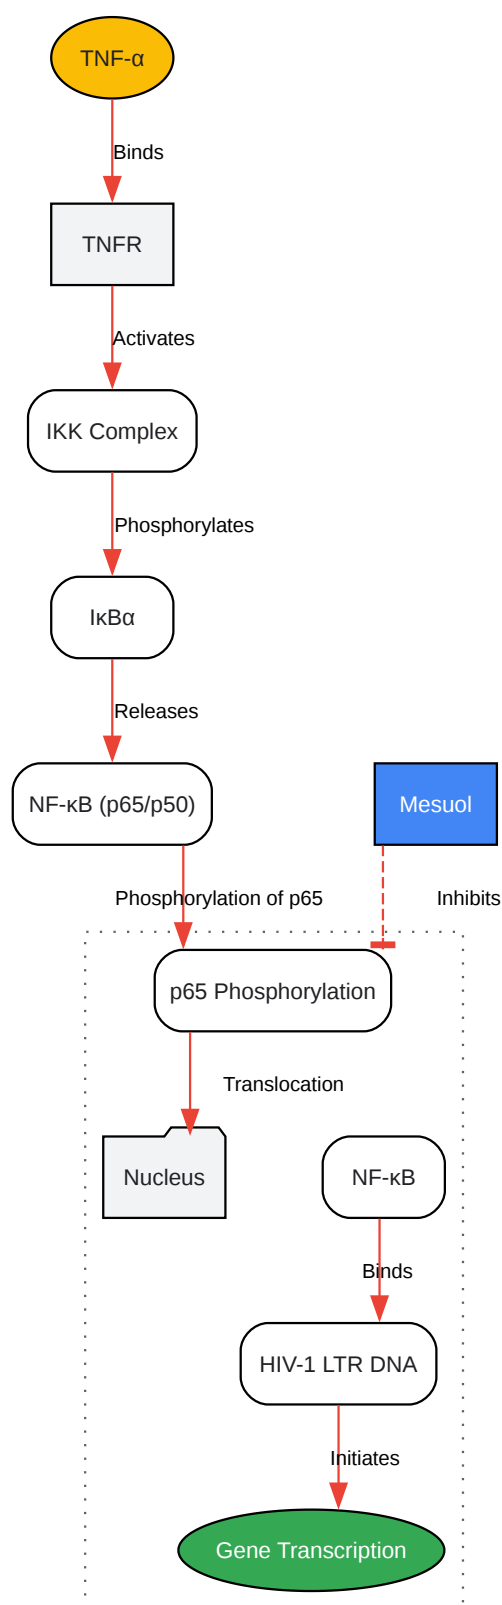 TNF-α
Binds
TNFR
Activates
IKK Complex
Phosphorylates
IκBα
Releases
NF-κB (p65/p50)
Mesuol
Phosphorylation of p65
Inhibits
p65 Phosphorylation
Translocation
Nucleus
NF-κB
Binds
HIV-1 LTR DNA
Initiates
Gene Transcription